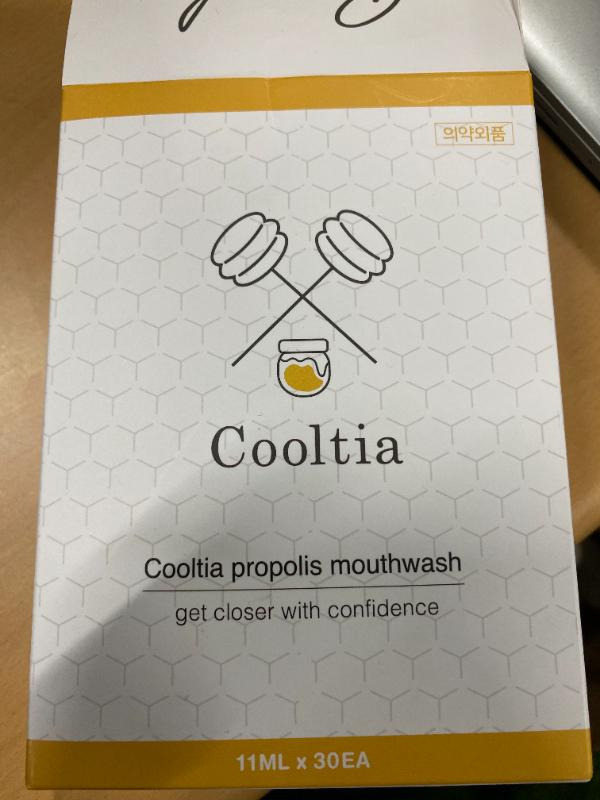 의약외품
Cooltia
Cooltia propolis mouthwash
get closer with confidence
11ML x 30EA